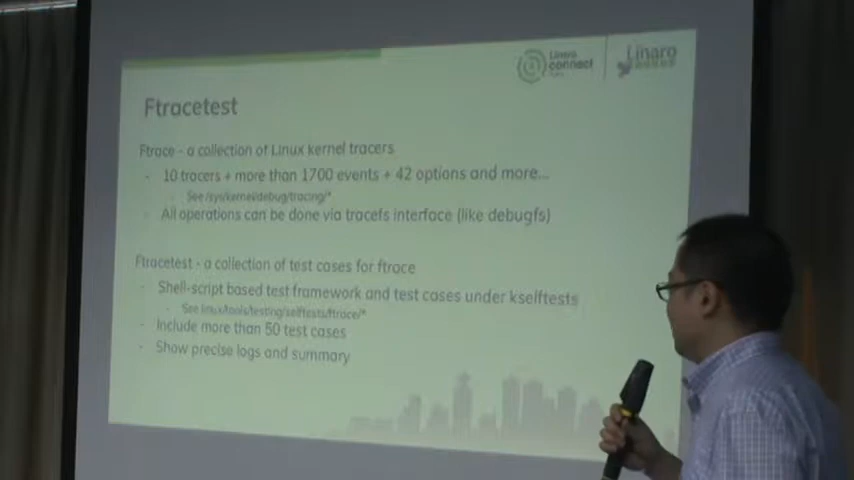 Linaro
connect
Linaro
Ftracetest
Ftrace - a collection of Linux kernel tracers
- 10 tracers + more than 1700 events + 42 options and more...
- See /sys/kernel/debug/tracing/*
- All operations can be done via tracefs interface (like debugfs)
Ftracetest - a collection of test cases for ftrace
- Shell-script based test framework and test cases under kselftests
- See linux/tools/testing/selftests/ftrace/*
- Include more than 50 test cases
- Show precise logs and summary